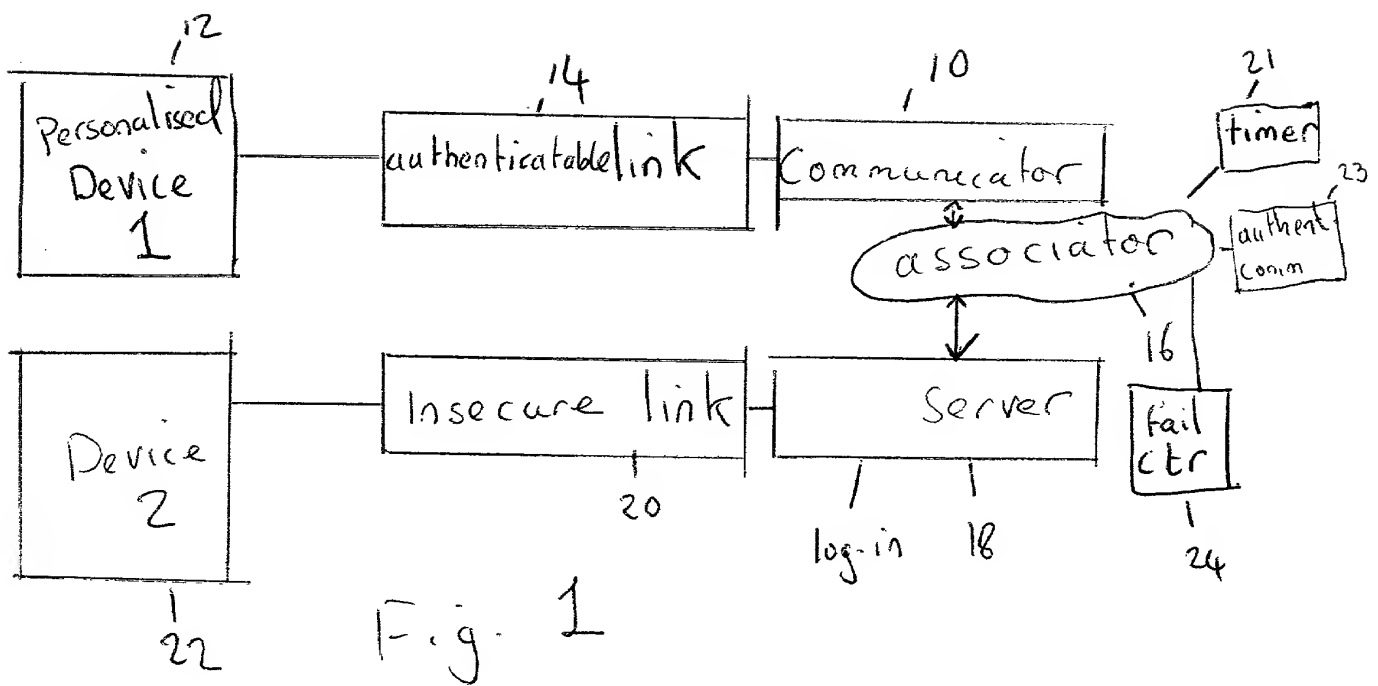 12
14
10
21
Personalised
Device
1
authenticatable link
Communicator
timer
23
associator
authent
comm
16
Device
2
Insecure link
Server
fail
ctr
20
log-in
18
24
22
Fig. 1